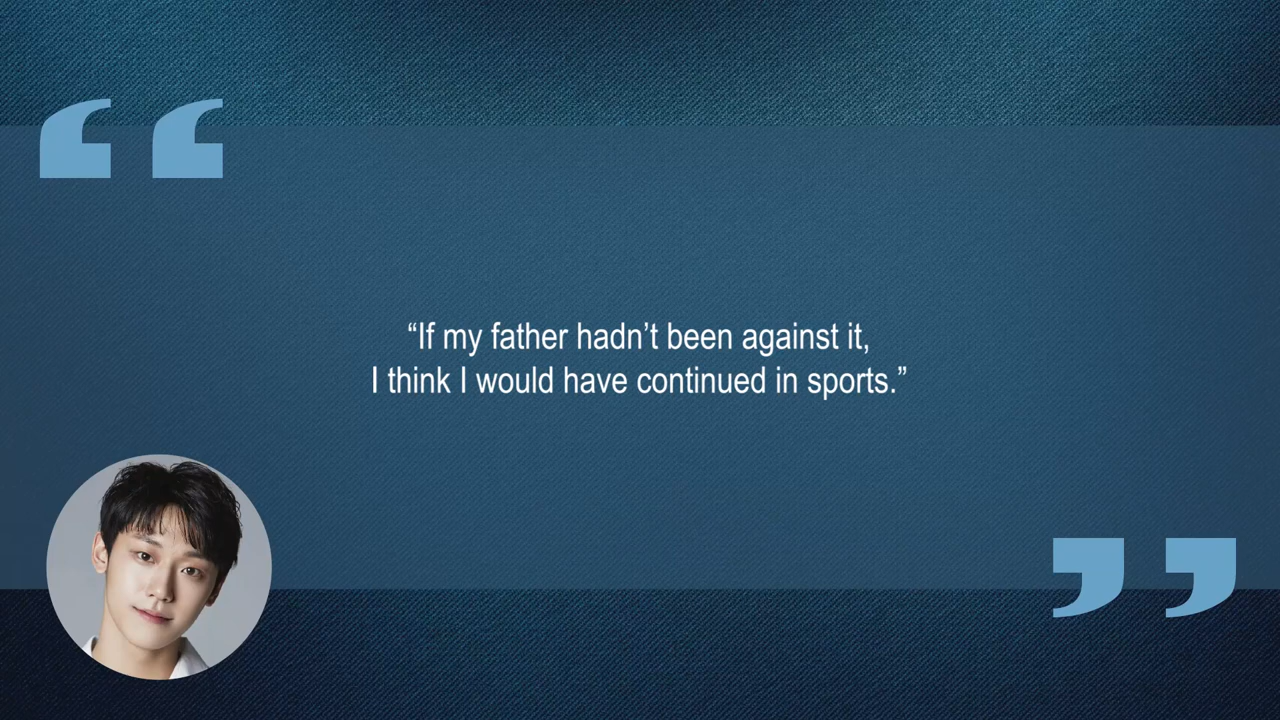 “If my father hadn’t been against it,
I think I would have continued in sports.”